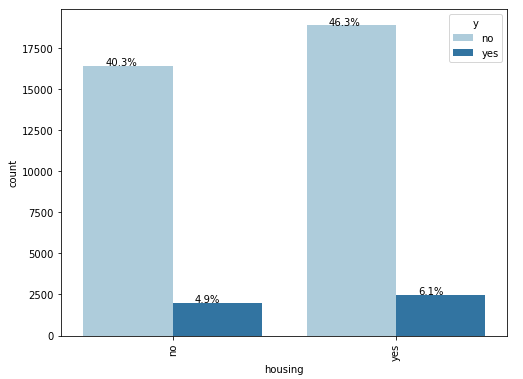 46.3%
y
no
yes
17500
40.3%
15000
12500
count
10000
7500
5000
2500
4.9%
6.1%
0
no
yes
housing